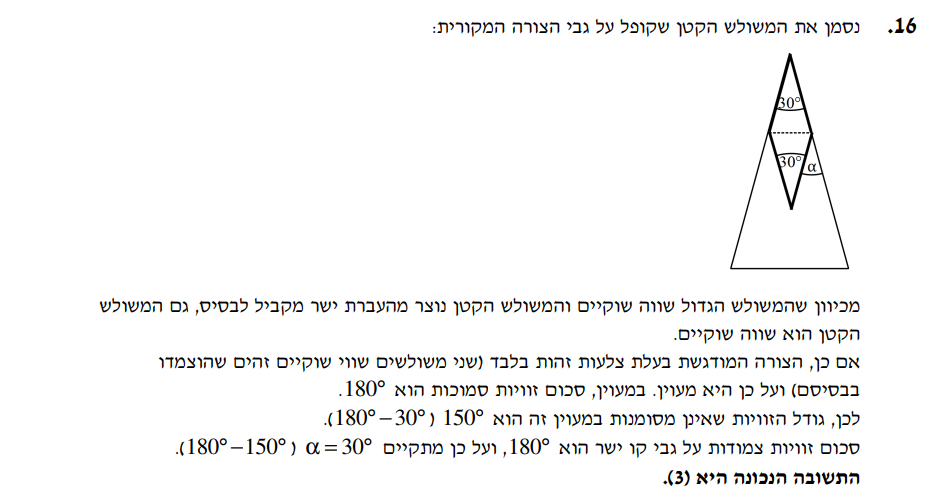 16. נסמן את המשולש הקטן שקופל על גבי הצורה המקורית:
30°
30°
α
מכיוון שהמשולש הגדול שווה שוקיים והמשולש הקטן נוצר מהעברת ישר מקביל לבסיס, גם המשולש
הקטן הוא שווה שוקיים.
אם כן, הצורה המודגשת בעלת צלעות זהות בלבד (שני משולשים שווי שוקיים זהים שהוצמדו
בבסיסם) ועל כן היא מעוין. במעוין, סכום זוויות סמוכות הוא 180°.
לכן, גודל הזוויות שאינן מסומנות במעוין זה הוא 150° (180° – 30°).
סכום זוויות צמודות על גבי קו ישר הוא 180°, ועל כן מתקיים α = 30° (180° – 150°).
התשובה הנכונה היא (3).